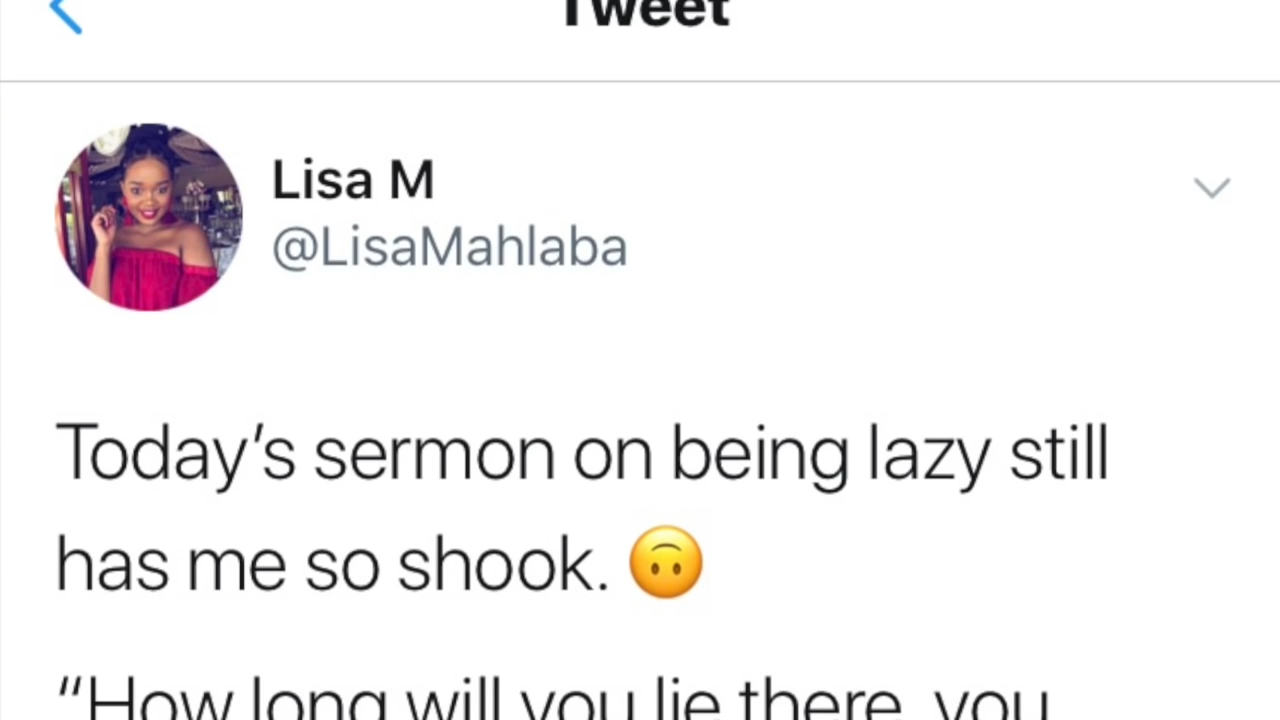 Tweet
Lisa M
@LisaMahlaba
Today’s sermon on being lazy still
has me so shook. 🙃
“How long will you lie there, you